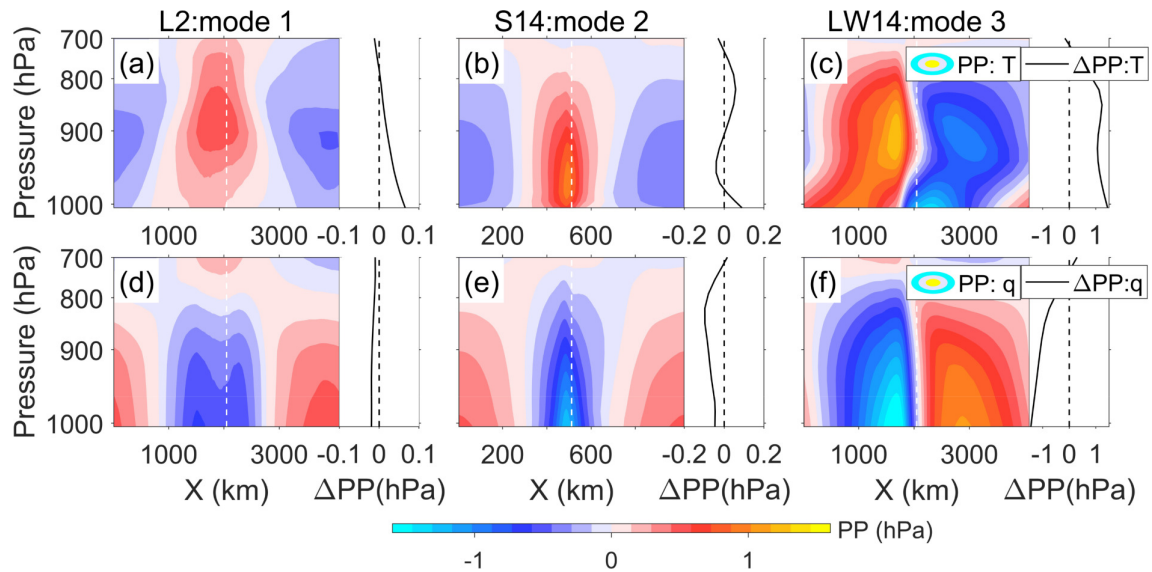 L2:mode 1 S14:mode 2 LW14:mode 3
Pressure (hPa)
700
800
900
1000
(a)
(b)
(c)
PP: T
ΔPP:T
1000 3000 -0.1 0 0.1
200 600 -0.2 0 0.2
1000 3000 -1 0 1
Pressure (hPa)
700
800
900
1000
(d)
(e)
(f)
PP: q
ΔPP:q
1000 3000 -0.1 0 0.1
200 600 -0.2 0 0.2
1000 3000 -1 0 1
X (km) ΔPP(hPa) X (km) ΔPP(hPa) X (km) ΔPP(hPa)
PP (hPa)
-1 0 1